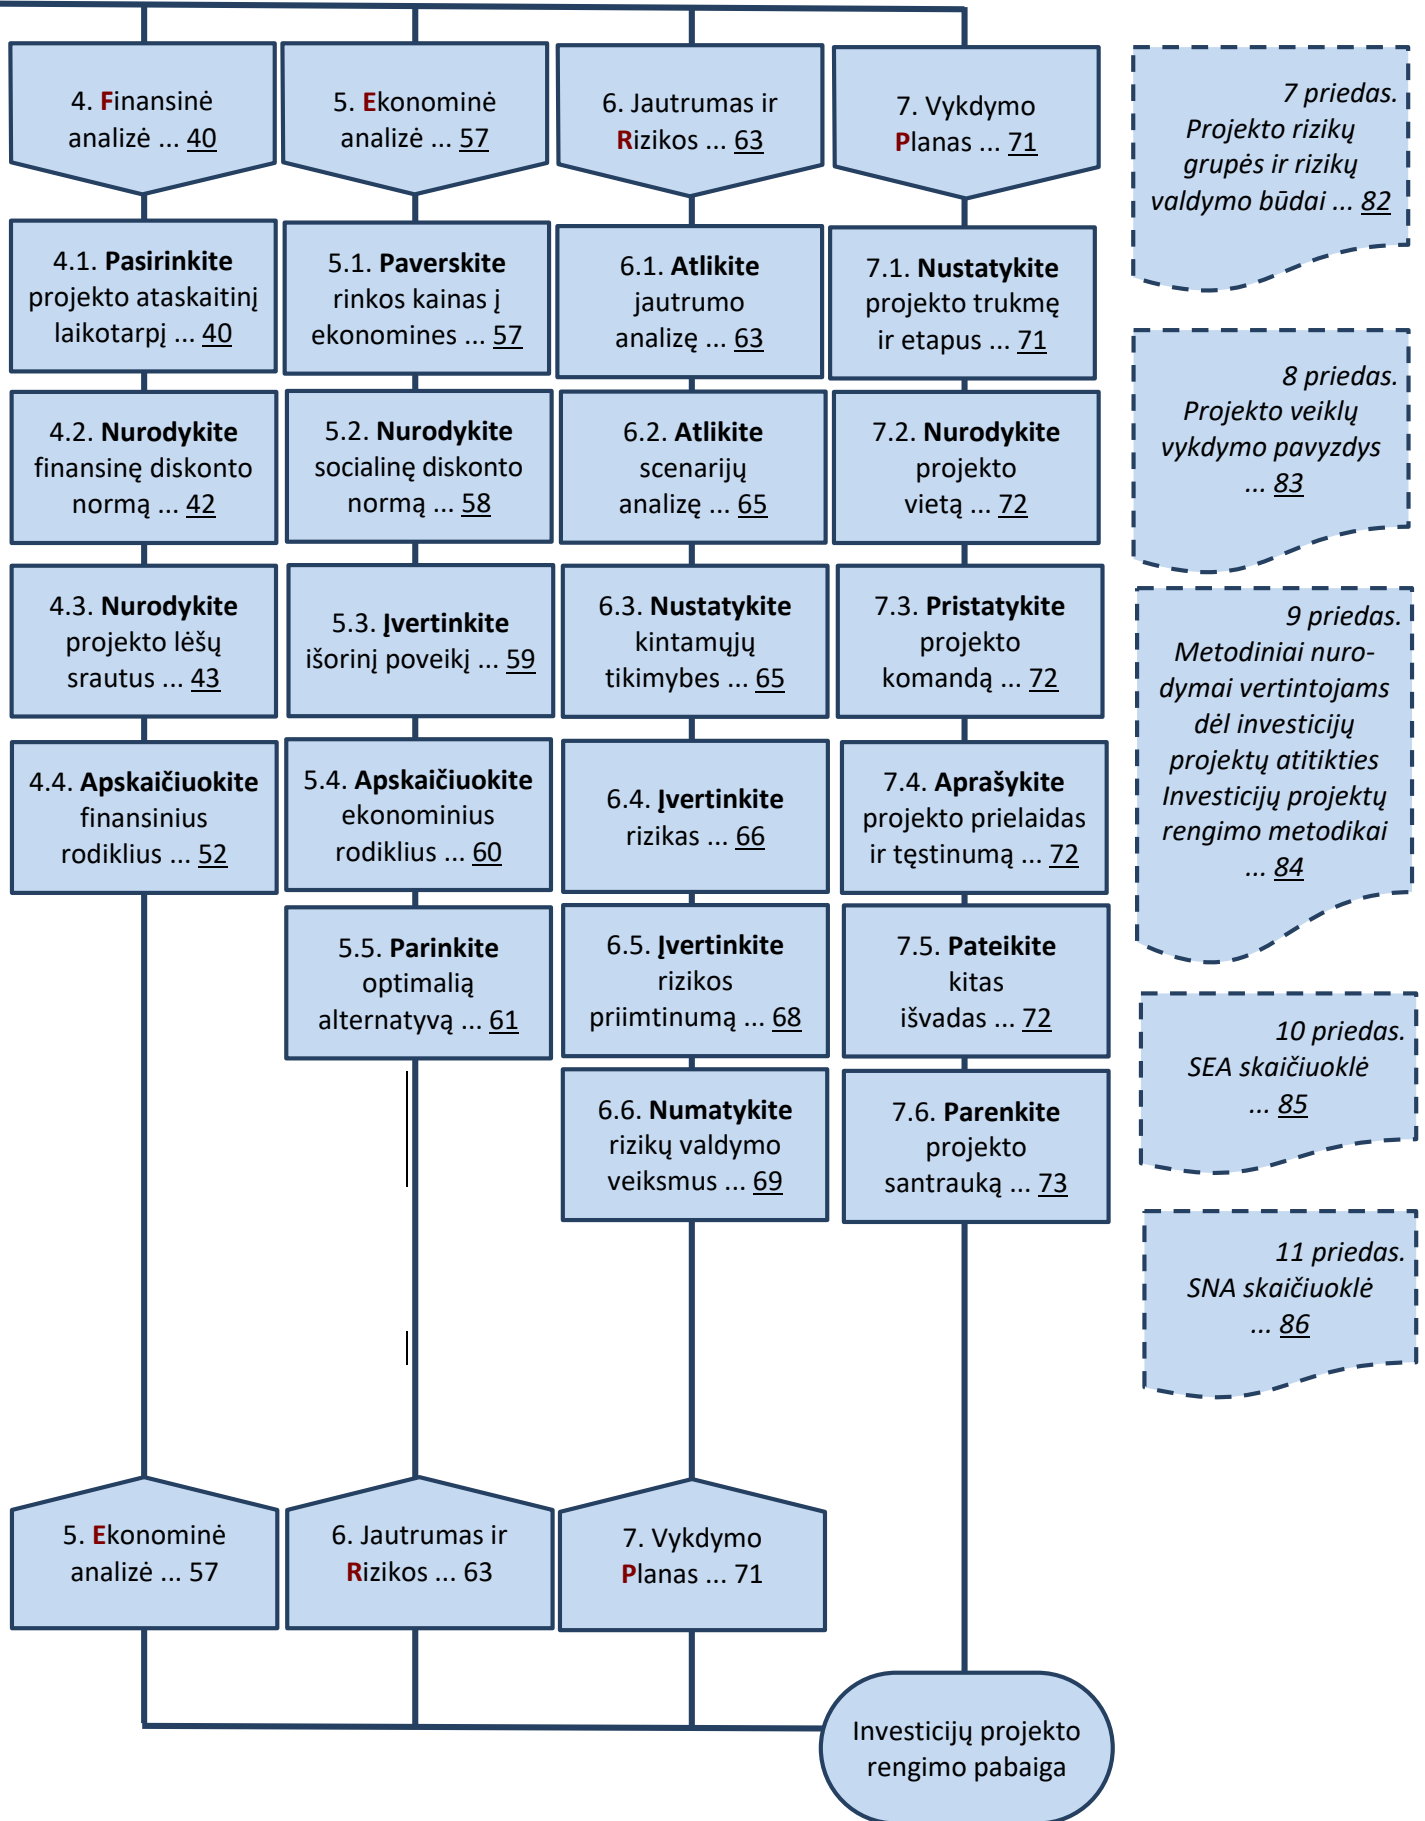 4. Finansinė
analizė ... 40
4.1. Pasirinkite
projekto ataskaitinį
laikotarpį ... 40
4.2. Nurodykite
finansinę diskonto
normą ... 42
4.3. Nurodykite
projekto lėšų
srautus ... 43
4.4. Apskaičiuokite
finansinius
rodiklius ... 52
5. Ekonominė
analizė ... 57
5. Ekonominė
analizė ... 57
5.1. Paverskite
rinkos kainas į
ekonomines ... 57
5.2. Nurodykite
socialinę diskonto
normą ... 58
5.3. Įvertinkite
išorinį poveikį ... 59
5.4. Apskaičiuokite
ekonominius
rodiklius ... 60
5.5. Parinkite
optimalią
alternatyvą ... 61
6. Jautrumas ir
Rizikos ... 63
6. Jautrumas ir
Rizikos ... 63
6.1. Atlikite
jautrumo
analizę ... 63
6.2. Atlikite
scenarijų
analizę ... 65
6.3. Nustatykite
kintamųjų
tikimybes ... 65
6.4. Įvertinkite
rizikas ... 66
6.5. Įvertinkite
rizikos
priimtinumą ... 68
6.6. Numatykite
rizikų valdymo
veiksmus ... 69
7. Vykdymo
Planas ... 71
7. Vykdymo
Planas ... 71
7.1. Nustatykite
projekto trukmę
ir etapus ... 71
7.2. Nurodykite
projekto
vietą ... 72
7.3. Pristatykite
projekto
komandą ... 72
7.4. Aprašykite
projekto prielaidas
ir tęstinumą ... 72
7.5. Pateikite
kitas
išvadas ... 72
7.6. Parenkite
projekto
santrauką ... 73
Investicijų projekto
rengimo pabaiga
7 priedas.
Projekto rizikų
grupės ir rizikų
valdymo būdai ... 82
8 priedas.
Projekto veiklų
vykdymo pavyzdys
... 83
9 priedas.
Metodiniai nuro-
dymai vertintojams
dėl investicijų
projektų atitikties
Investicijų projektų
rengimo metodikai
... 84
10 priedas.
SEA skaičiuoklė
... 85
11 priedas.
SNA skaičiuoklė
... 86